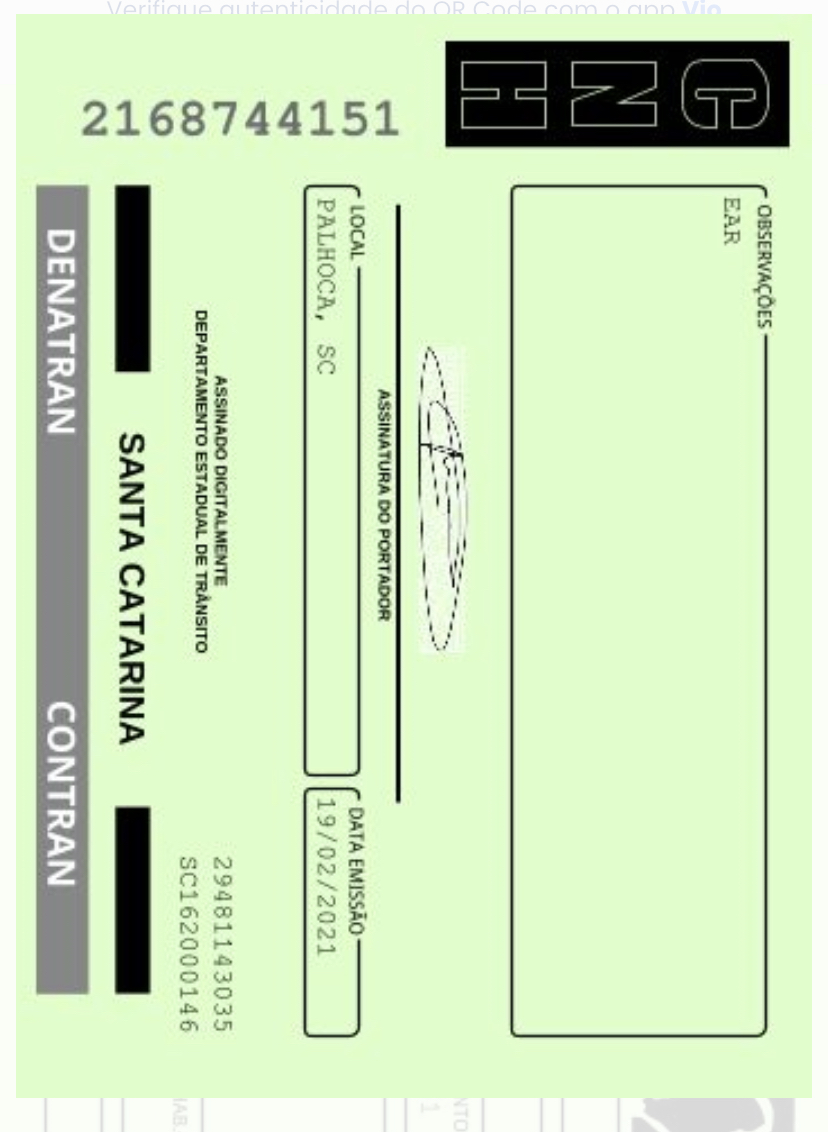 Verifique autenticidade do QR Code com o app Vio
CNH
2168744151
OBSERVAÇÕES
EAR
ASSINATURA DO PORTADOR
LOCAL
PALHOCA, SC
DATA EMISSÃO
19/02/2021
ASSINADO DIGITALMENTE
DEPARTAMENTO ESTADUAL DE TRÂNSITO
29481143035
SC162000146
SANTA CATARINA
DENATRAN CONTRAN